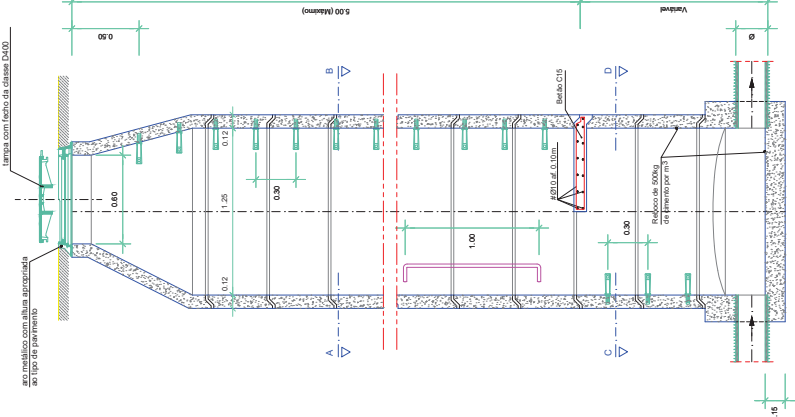 tampa com fecho da classe D400
aro metálico com altura apropriada
ao tipo de pavimento
0.50
5.00 (Máximo)
Variável
Ø
0.60
0.12
1.25
0.12
0.30
B
A
1.00
#Ø10 af. 0.10m
Betão C15
D
C
0.30
Reboco de 500kg
de cimento por m3
.15